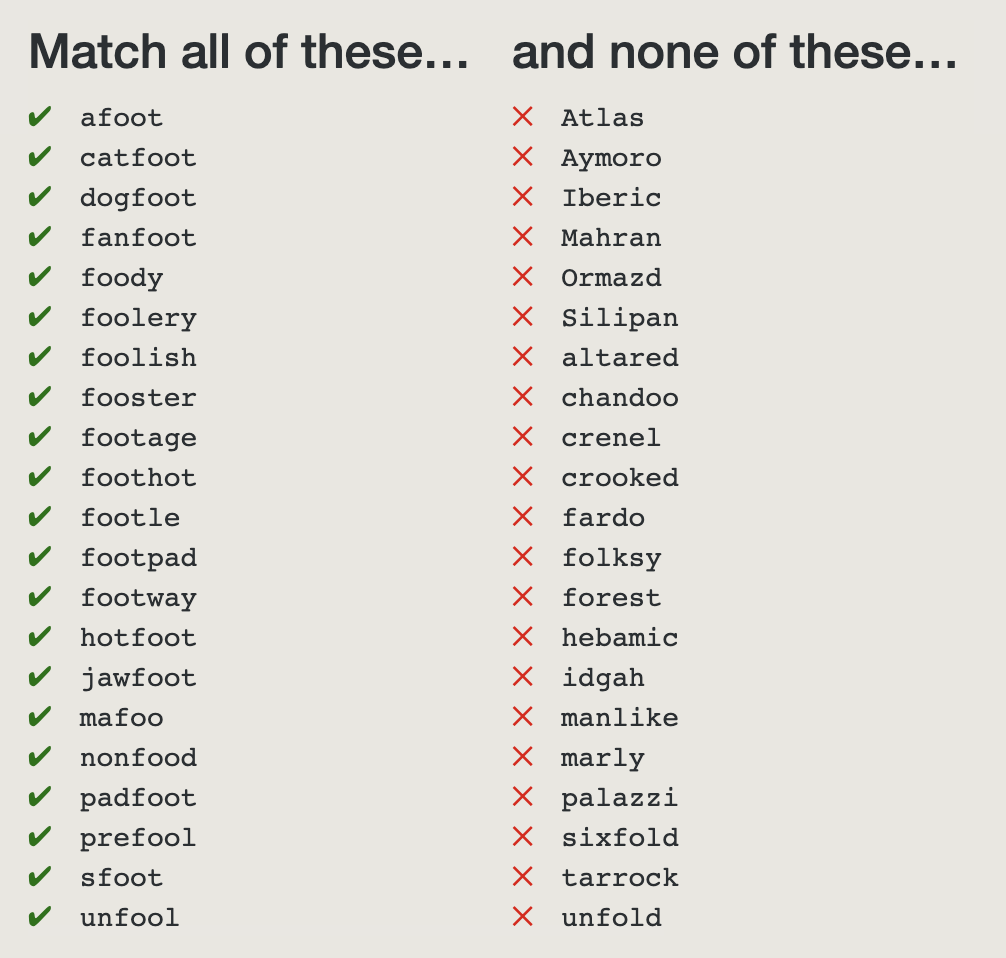 Match all of these… and none of these…
✔ afoot ✕ Atlas
✔ catfoot ✕ Aymoro
✔ dogfoot ✕ Iberic
✔ fanfoot ✕ Mahran
✔ foody ✕ Ormazd
✔ foolery ✕ Silipan
✔ foolish ✕ altared
✔ fooster ✕ chandoo
✔ footage ✕ crenel
✔ foothot ✕ crooked
✔ footle ✕ fardo
✔ footpad ✕ folksy
✔ footway ✕ forest
✔ hotfoot ✕ hebamic
✔ jawfoot ✕ idgah
✔ mafoo ✕ manlike
✔ nonfood ✕ marly
✔ padfoot ✕ palazzi
✔ prefool ✕ sixfold
✔ sfoot ✕ tarrock
✔ unfool ✕ unfold